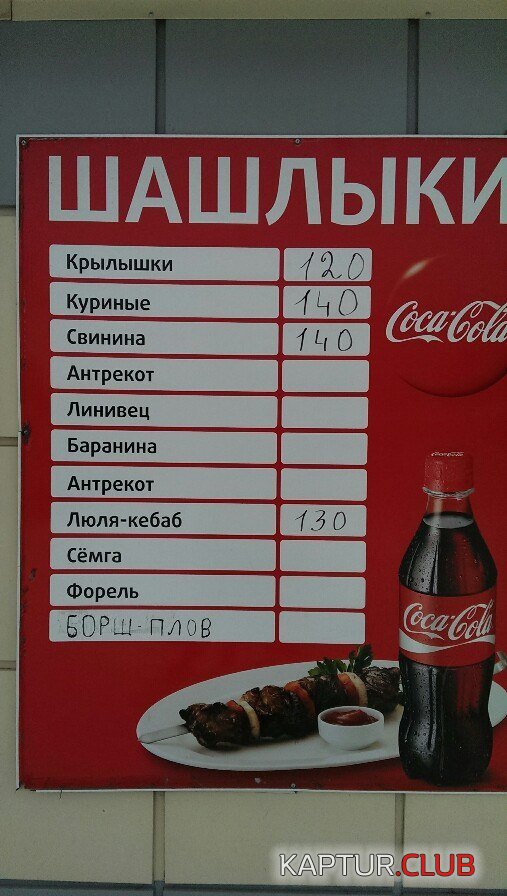 ШАШЛЫКИ
Крылышки 120
Куриные 140
Свинина 140
Антрекот
Линивец
Баранина
Антрекот
Люля-кебаб 130
Сёмга
Форель
БОРЩ-ПЛОВ
Coca-Cola
Coca-Cola
KAPTUR.CLUB